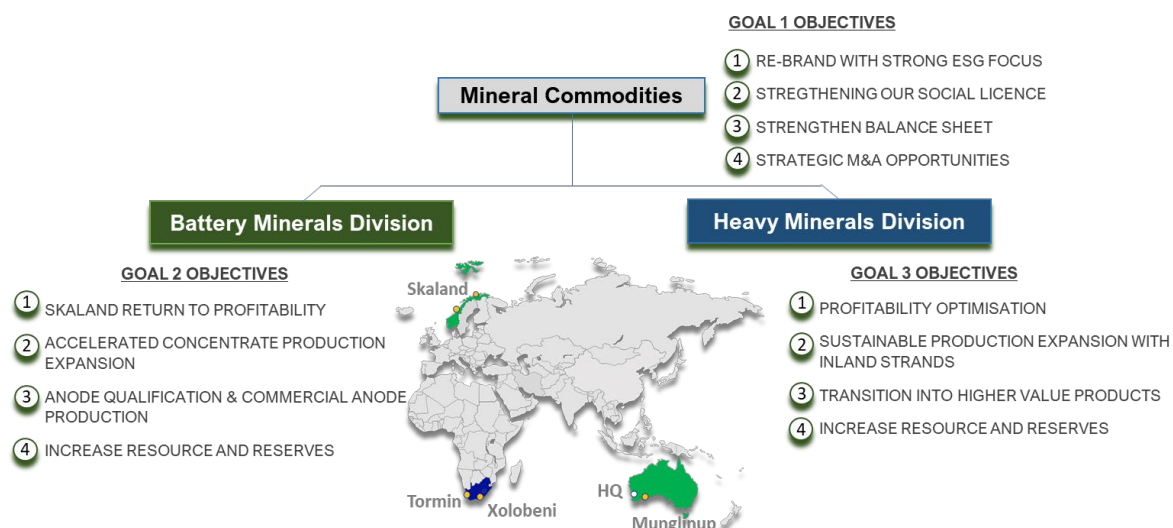 GOAL 1 OBJECTIVES
1 RE-BRAND WITH STRONG ESG FOCUS
2 STREGTHENING OUR SOCIAL LICENCE
3 STRENGTHEN BALANCE SHEET
4 STRATEGIC M&A OPPORTUNITIES
Mineral Commodities
Battery Minerals Division
Heavy Minerals Division
GOAL 2 OBJECTIVES
1 SKALAND RETURN TO PROFITABILITY
2 ACCELERATED CONCENTRATE PRODUCTION
EXPANSION
3 ANODE QUALIFICATION & COMMERCIAL ANODE
PRODUCTION
4 INCREASE RESOURCE AND RESERVES
Skaland
Tormin
Xolobeni
HQ
Munglinup
GOAL 3 OBJECTIVES
1 PROFITABILITY OPTIMISATION
2 SUSTAINABLE PRODUCTION EXPANSION WITH
INLAND STRANDS
3 TRANSITION INTO HIGHER VALUE PRODUCTS
4 INCREASE RESOURCE AND RESERVES